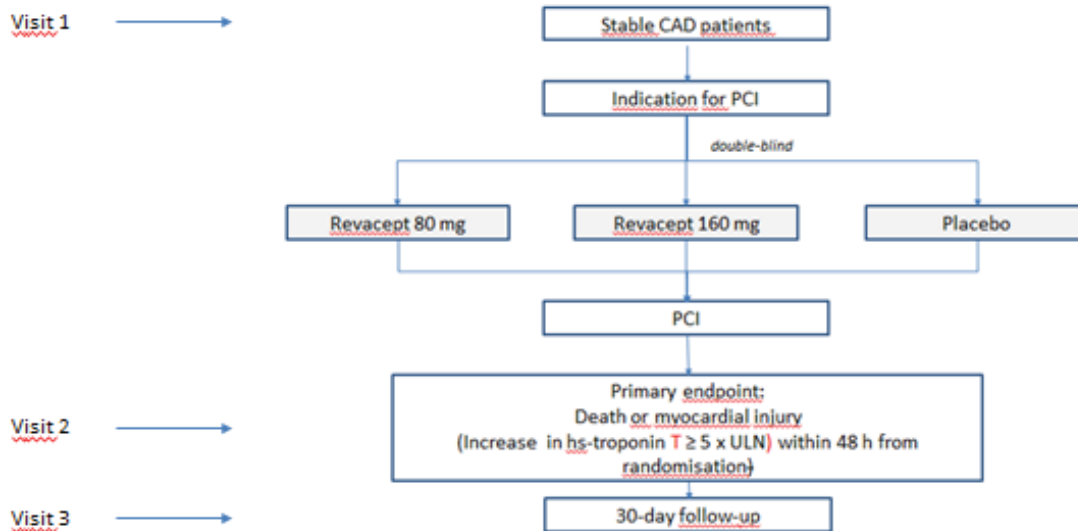 Visit 1
Stable CAD patients
Indication for PCI
double-blind
Revacept 80 mg
Revacept 160 mg
Placebo
PCI
Visit 2
Primary endpoint:
Death or myocardial injury
(Increase in hs-troponin T ≥ 5 x ULN) within 48 h from
randomisation)
Visit 3
30-day follow-up